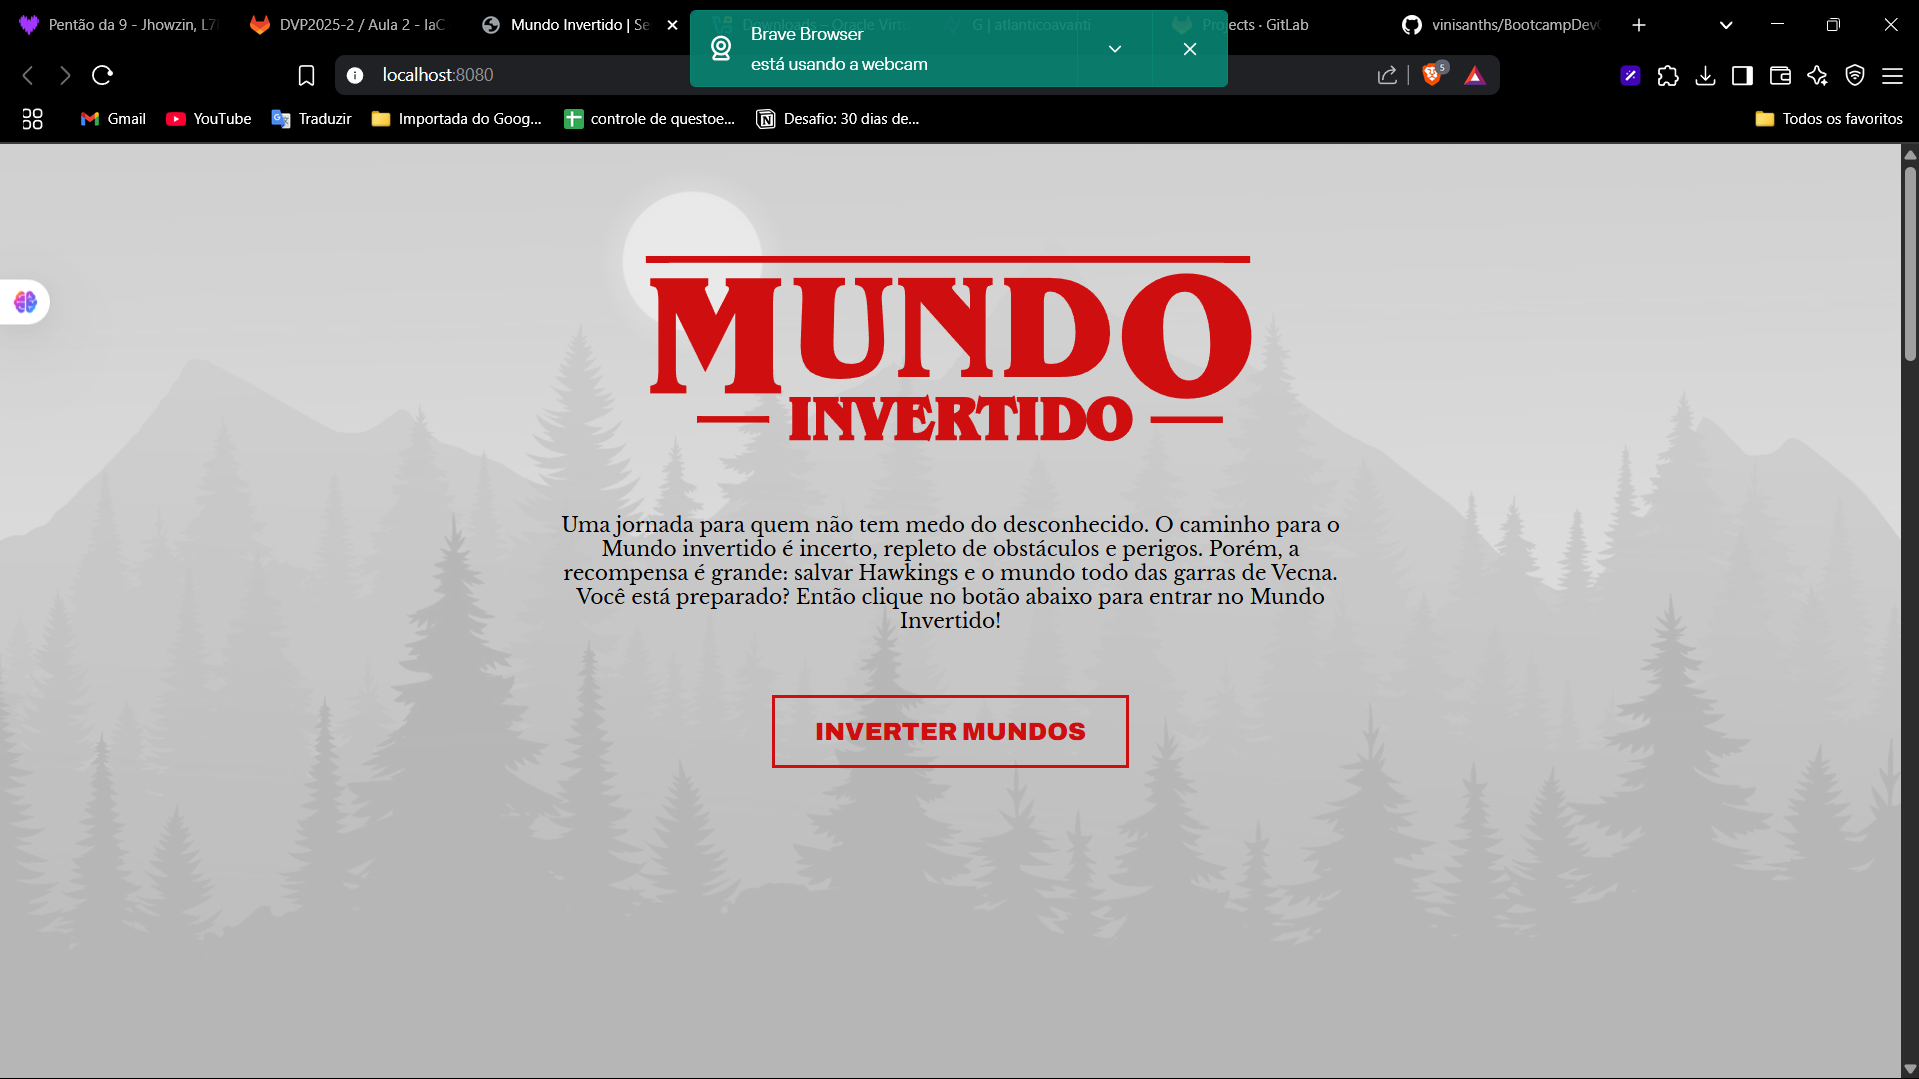 Pentão da 9 - Jhowzin, L7
DVP2025-2 / Aula 2 - IaC
Mundo Invertido | Se
Downloads – Oracle Virtu
G | atlanticoavanti
Projects · GitLab
vinisanths/BootcampDevO
Brave Browser
está usando a webcam
localhost:8080
5
Gmail
YouTube
Traduzir
Importada do Goog...
controle de questoe...
Desafio: 30 dias de...
Todos os favoritos
MUNDO
INVERTIDO
Uma jornada para quem não tem medo do desconhecido. O caminho para o
Mundo invertido é incerto, repleto de obstáculos e perigos. Porém, a
recompensa é grande: salvar Hawkings e o mundo todo das garras de Vecna.
Você está preparado? Então clique no botão abaixo para entrar no Mundo
Invertido!
INVERTER MUNDOS